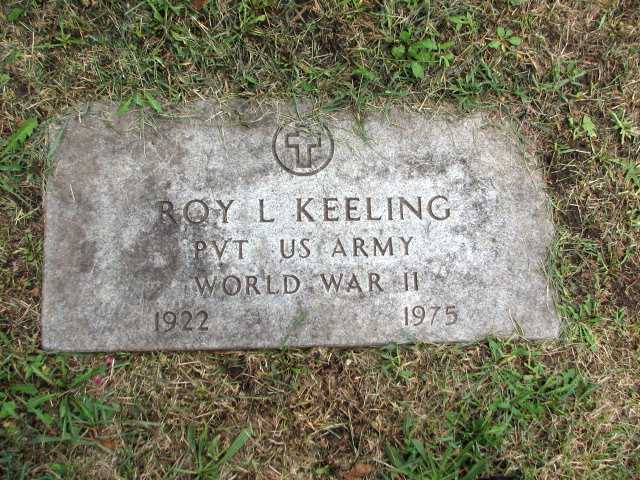 ROY L KEELING
PVT US ARMY
WORLD WAR II
1922 1975